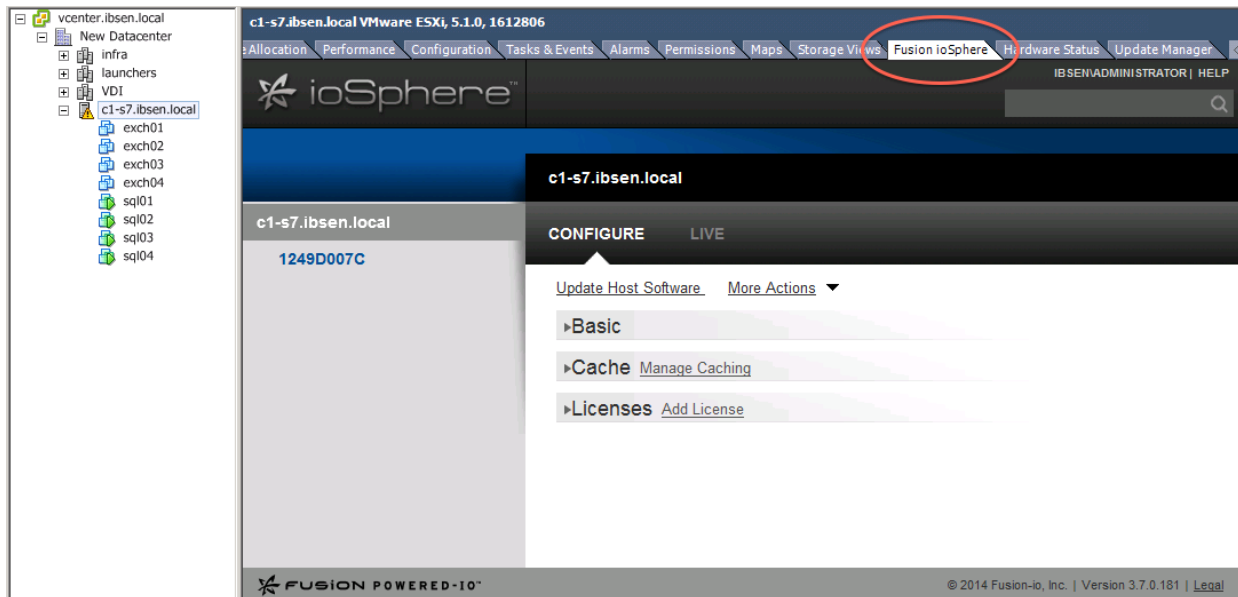 vcenter.ibsen.local
New Datacenter
infra
launchers
VDI
c1-s7.ibsen.local
exch01
exch02
exch03
exch04
sql01
sql02
sql03
sql04
c1-s7.ibsen.local VMware ESXi, 5.1.0, 1612806
e Allocation Performance Configuration Tasks & Events Alarms Permissions Maps Storage Views Fusion ioSphere Hardware Status Update Manager
ioSphere™
IBSEN\ADMINISTRATOR | HELP
c1-s7.ibsen.local
c1-s7.ibsen.local
1249D007C
CONFIGURE LIVE
Update Host Software More Actions
Basic
Cache Manage Caching
Licenses Add License
FUSiON POWERED-IO™
© 2014 Fusion-io, Inc. | Version 3.7.0.181 | Legal